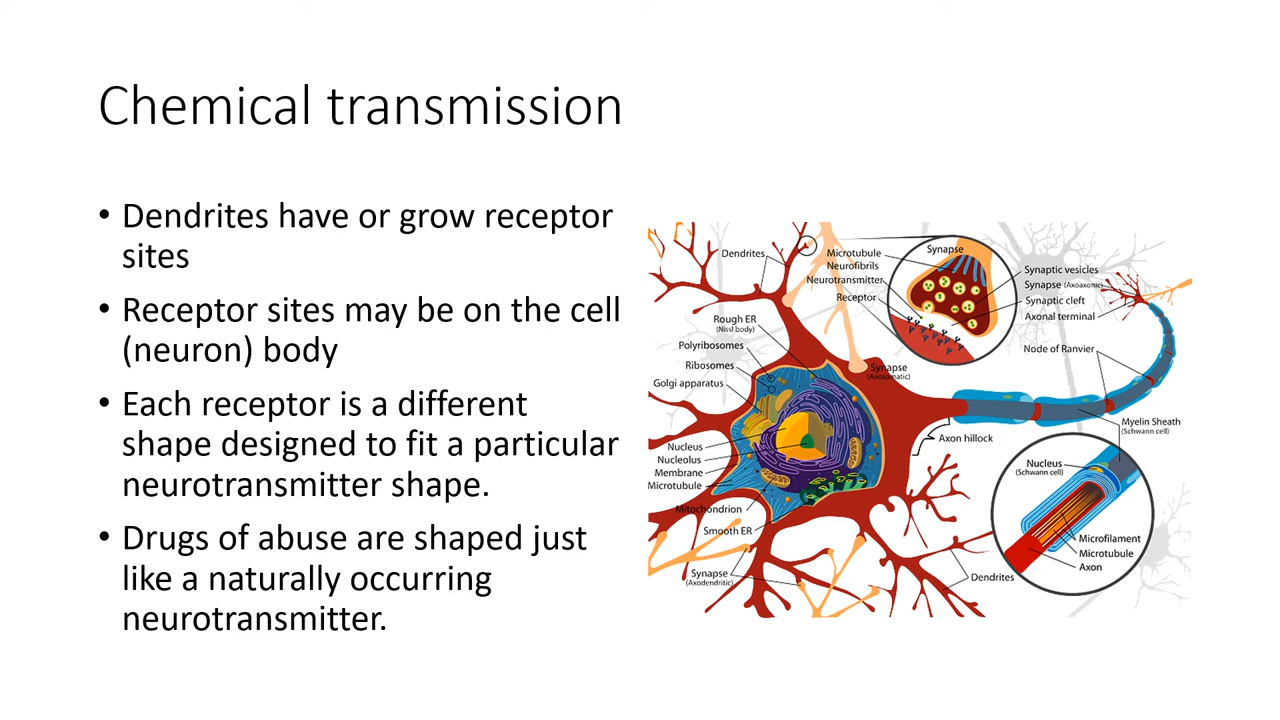 Chemical transmission
• Dendrites have or grow receptor
sites
• Receptor sites may be on the cell
(neuron) body
• Each receptor is a different
shape designed to fit a particular
neurotransmitter shape.
• Drugs of abuse are shaped just
like a naturally occurring
neurotransmitter.
Dendrites
Microtubule
Neurofibrils
Neurotransmitter
Receptor
Synapse
Synaptic vesicles
Synapse (Axoaxonic)
Synaptic cleft
Axonal terminal
Rough ER
(Nissl body)
Polyribosomes
Ribosomes
Golgi apparatus
Synapse
(Axosomatic)
Node of Ranvier
Myelin Sheath
(Schwann cell)
Axon hillock
Nucleus
Nucleolus
Membrane
Microtubule
Mitochondrion
Smooth ER
Synapse
(Axodendritic)
Dendrites
Nucleus
(Schwann cell)
Microfilament
Microtubule
Axon